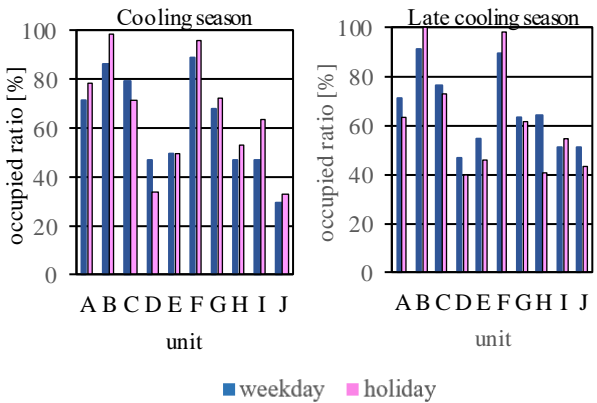 Cooling season
occupied ratio [%]
100
80
60
40
20
0
A B C D E F G H I J
unit
Late cooling season
occupied ratio [%]
100
80
60
40
20
0
A B C D E F G H I J
unit
weekday holiday